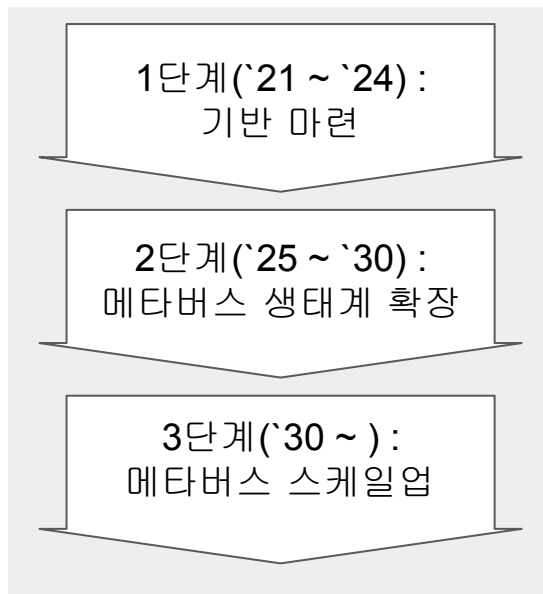 1단계(`21 ~ `24) :
기반 마련
2단계(`25 ~ `30) :
메타버스 생태계 확장
3단계(`30 ~ ) :
메타버스 스케일업